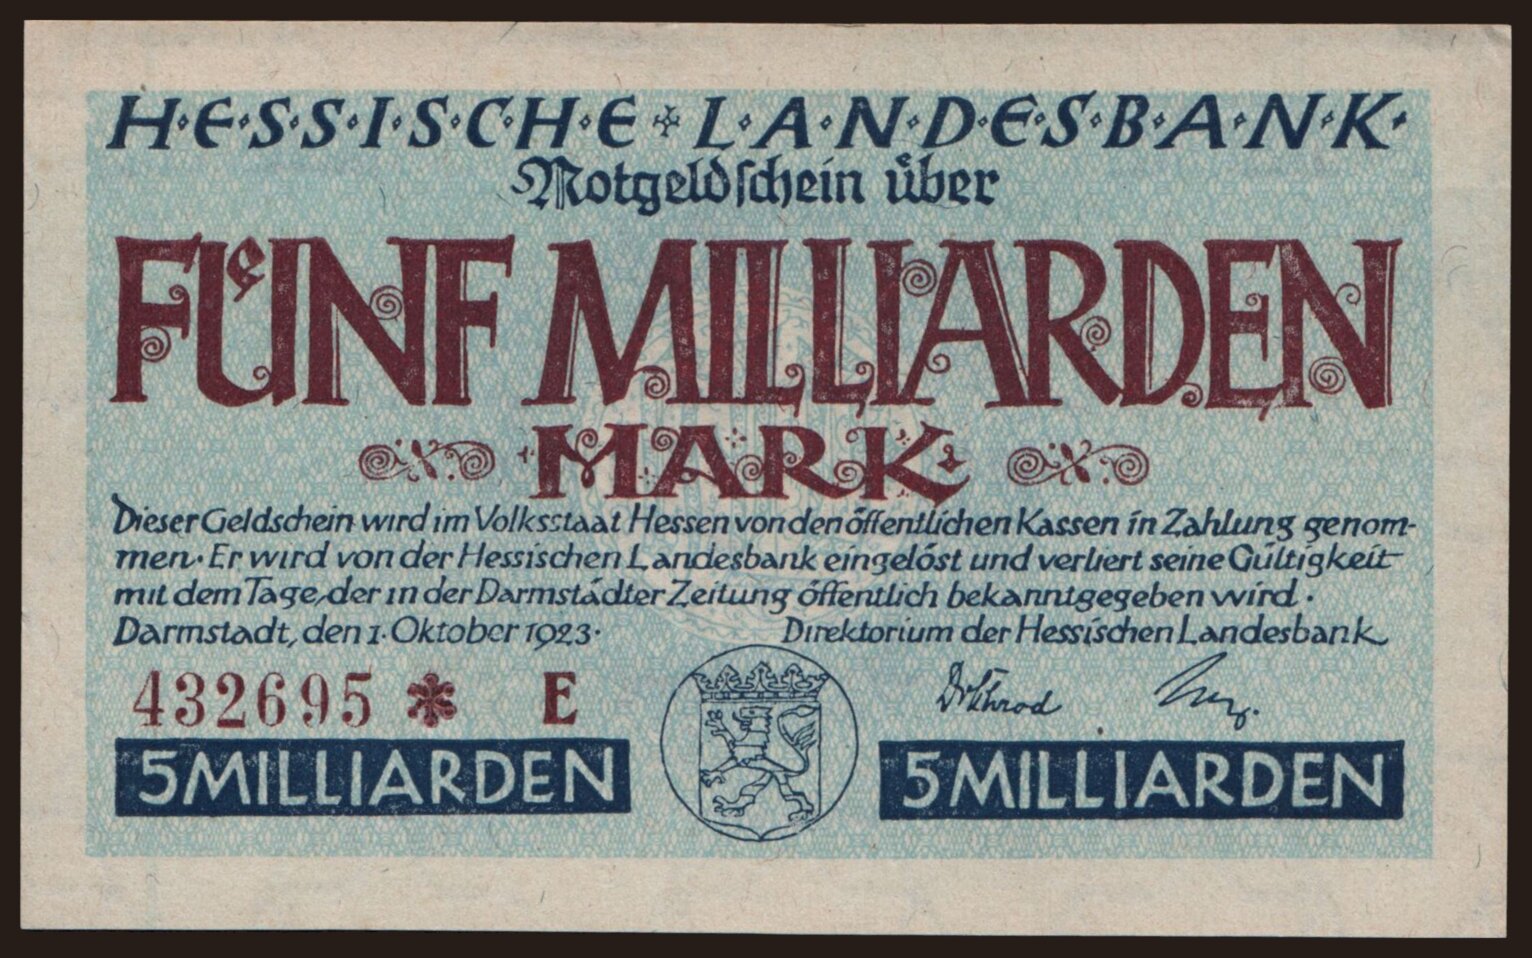 H·E·S·S·I·S·C·H·E L·A·N·D·E·S·B·A·N·K·
Notgeldschein über
FÜNF MILLIARDEN
MARK
Dieser Geldschein wird im Volksstaat Hessen von den öffentlichen Kassen in Zahlung genom-
men. Er wird von der Hessischen Landesbank eingelöst und verliert seine Gültigkeit
mit dem Tage, der in der Darmstädter Zeitung öffentlich bekanntgegeben wird.
Darmstadt, den 1. Oktober 1923. Direktorium der Hessischen Landesbank
432695 * E
5 MILLIARDEN 5 MILLIARDEN